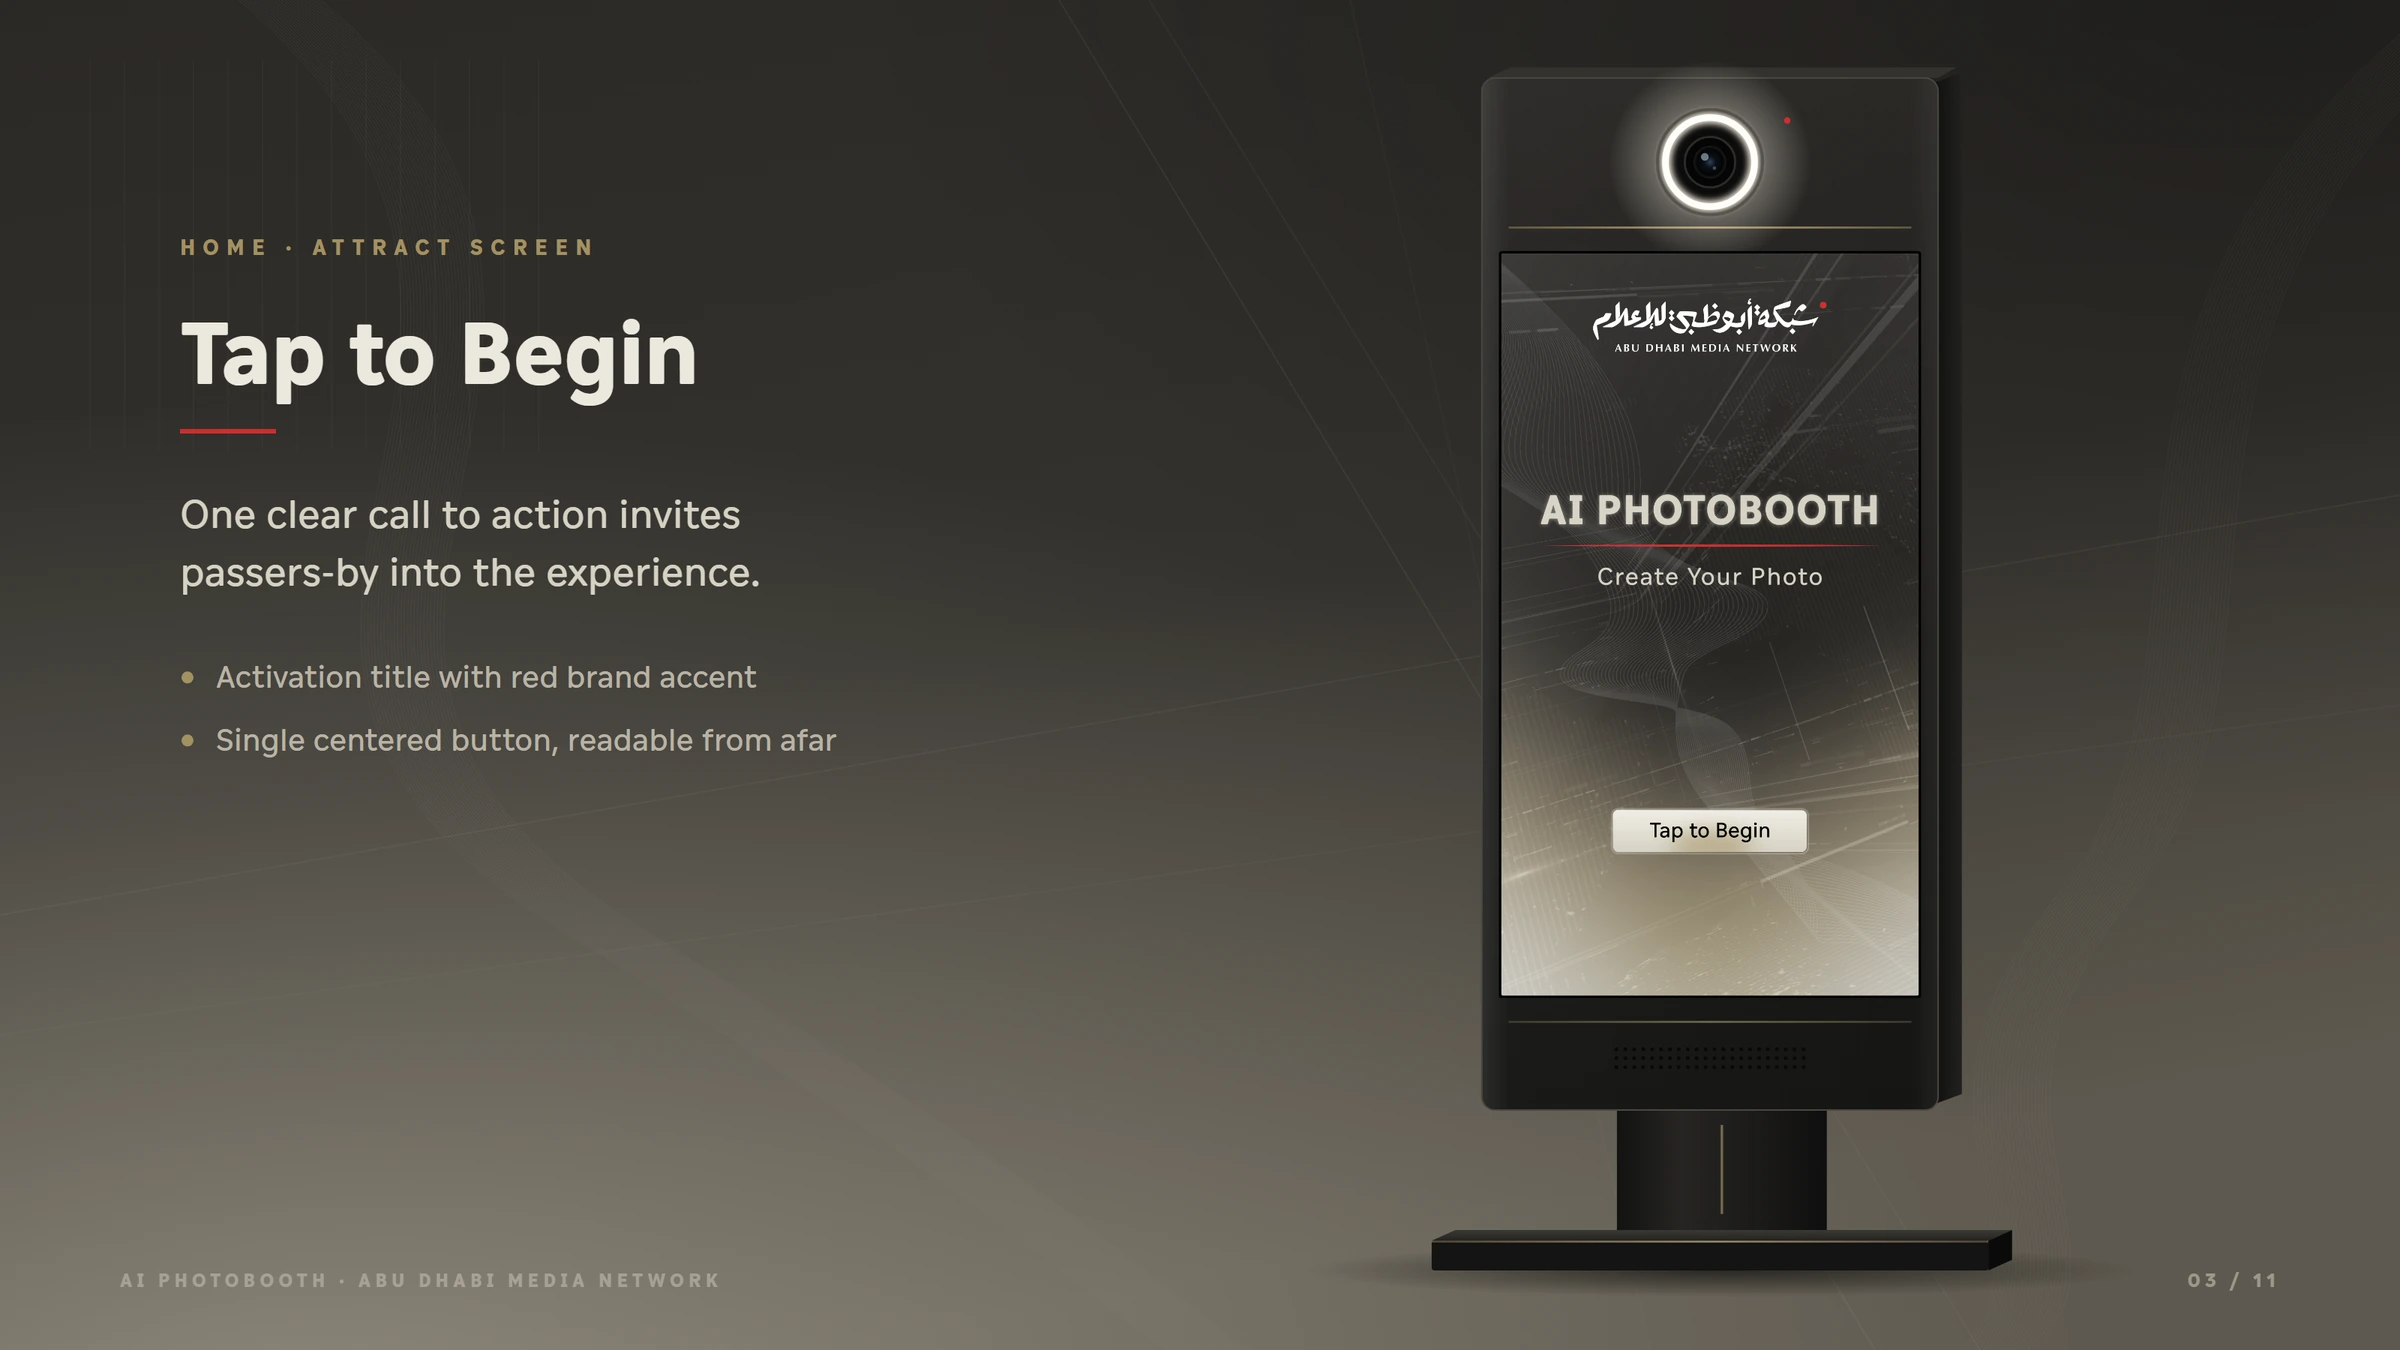 HOME · ATTRACT SCREEN
Tap to Begin
One clear call to action invites
passers-by into the experience.
• Activation title with red brand accent
• Single centered button, readable from afar
شبكة أبوظبي للإعلام
ABU DHABI MEDIA NETWORK
AI PHOTOBOOTH
Create Your Photo
Tap to Begin
AI PHOTOBOOTH · ABU DHABI MEDIA NETWORK
03 / 11